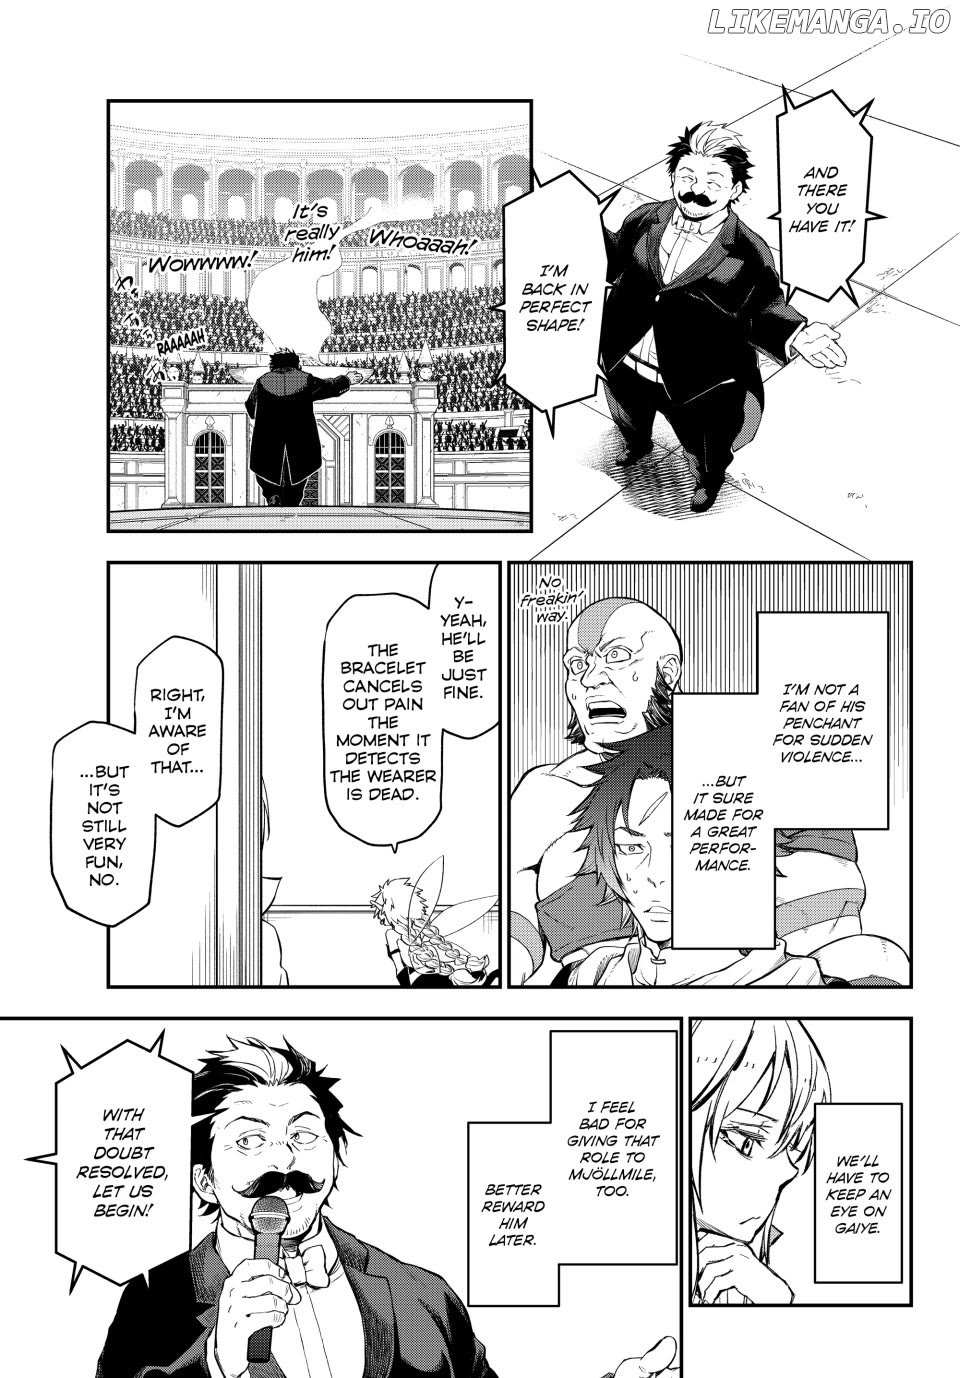 LIKEMANGA.IO
AND
THERE
YOU
HAVE IT!
I'M
BACK IN
PERFECT
SHAPE!
Whoaaah!
It's
really
him!
Wowwww!
RAAAAAH
No
freakin'
way.
I'M NOT A
FAN OF HIS
PENCHANT
FOR SUDDEN
VIOLENCE...
...BUT
IT SURE
MADE FOR
A GREAT
PERFOR-
MANCE.
Y-
YEAH,
HE'LL
BE
JUST
FINE.
THE
BRACELET
CANCELS
OUT PAIN
THE
MOMENT IT
DETECTS
THE WEARER
IS DEAD.
RIGHT,
I'M
AWARE
OF
THAT...
...BUT
IT'S
NOT
STILL
VERY
FUN,
NO.
WE'LL
HAVE TO
KEEP AN
EYE ON
GAIYE.
I FEEL
BAD FOR
GIVING THAT
ROLE TO
MJÖLLMILE,
TOO.
BETTER
REWARD
HIM
LATER.
WITH
THAT
DOUBT
RESOLVED,
LET US
BEGIN!